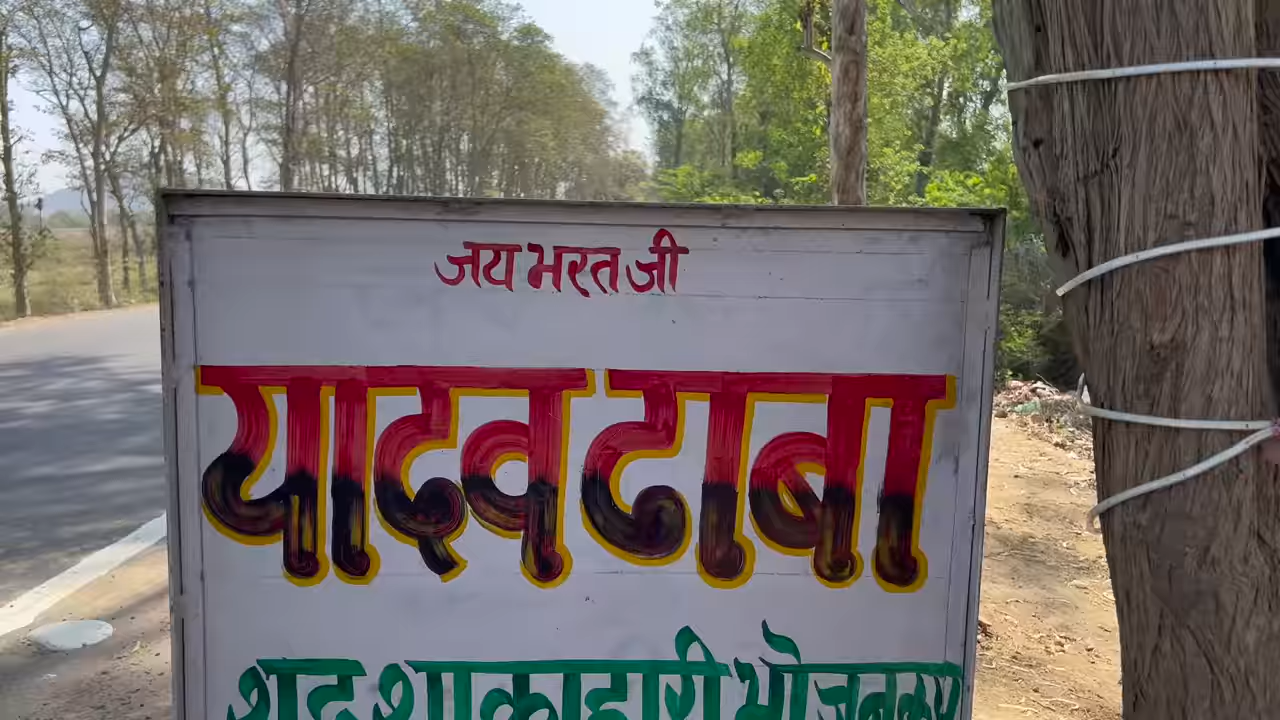 जय भरत जी
यादव ढाबा
शुद्ध शाकाहारी भोजनालय